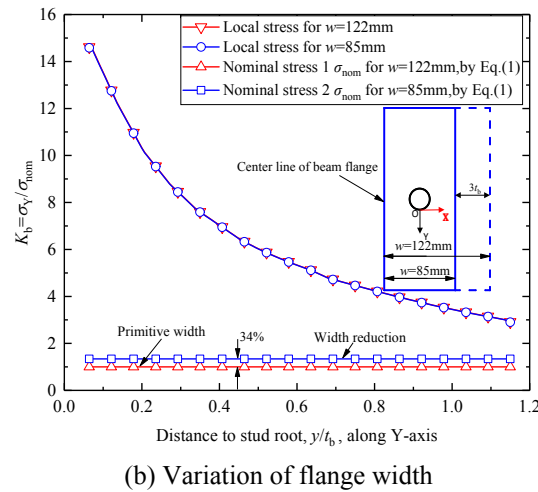 Local stress for w=122mm
Local stress for w=85mm
Nominal stress 1 σnom for w=122mm,by Eq.(1)
Nominal stress 2 σnom for w=85mm,by Eq.(1)
16
14
12
10
8
6
4
2
0
Kb=σY/σnom
Center line of beam flange
3tb
O
X
Y
w=122mm
w=85mm
Primitive width
34%
Width reduction
0.0 0.2 0.4 0.6 0.8 1.0 1.2
Distance to stud root, y/tb, along Y-axis
(b) Variation of flange width